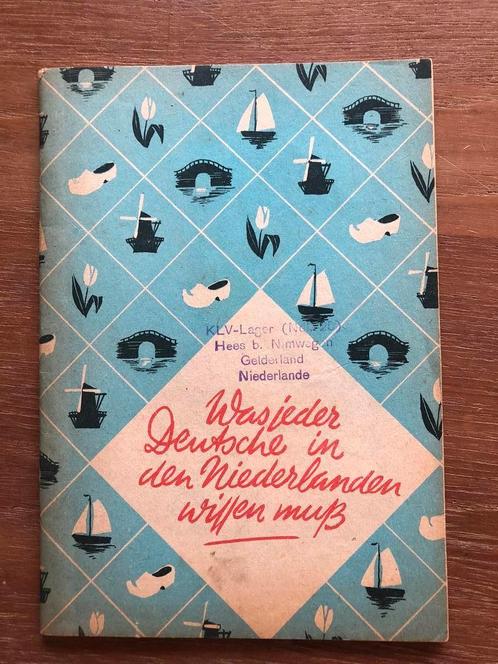 KLV-Lager
Hees b. Nimwegen
Gelderland
Niederlande
Was jeder
Deutsche in
den Niederlanden
wissen muß